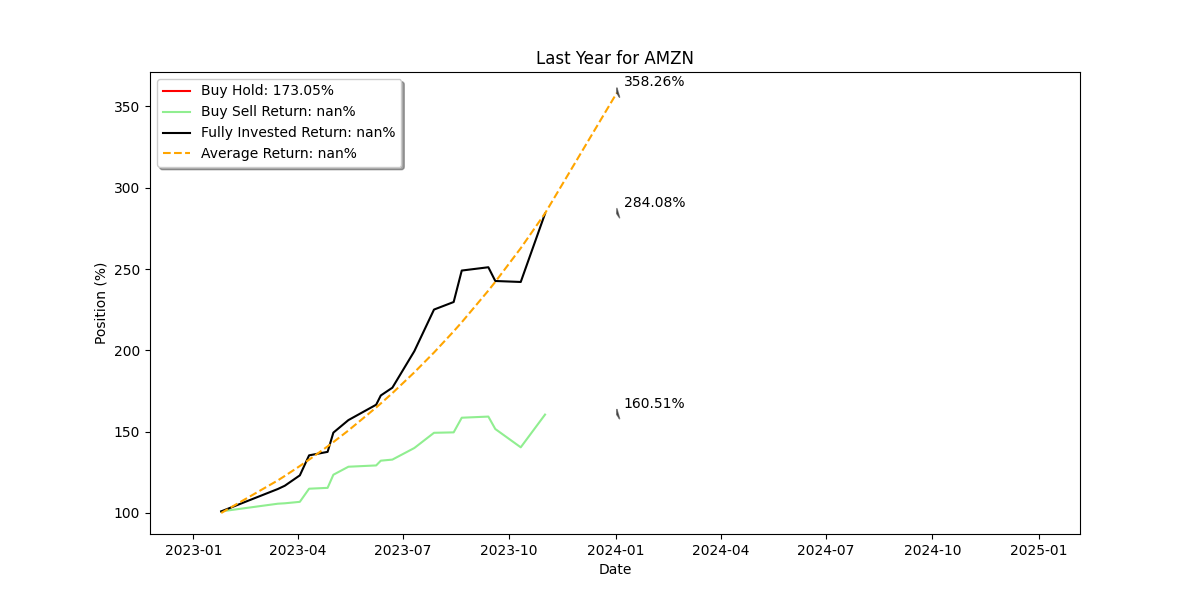 Last Year for AMZN
358.26%
Buy Hold: 173.05%
Buy Sell Return: nan%
Fully Invested Return: nan%
Average Return: nan%
350
300
284.08%
250
200
160.51%
150
100
Position (%)
2023-01 2023-04 2023-07 2023-10 2024-01 2024-04 2024-07 2024-10 2025-01
Date